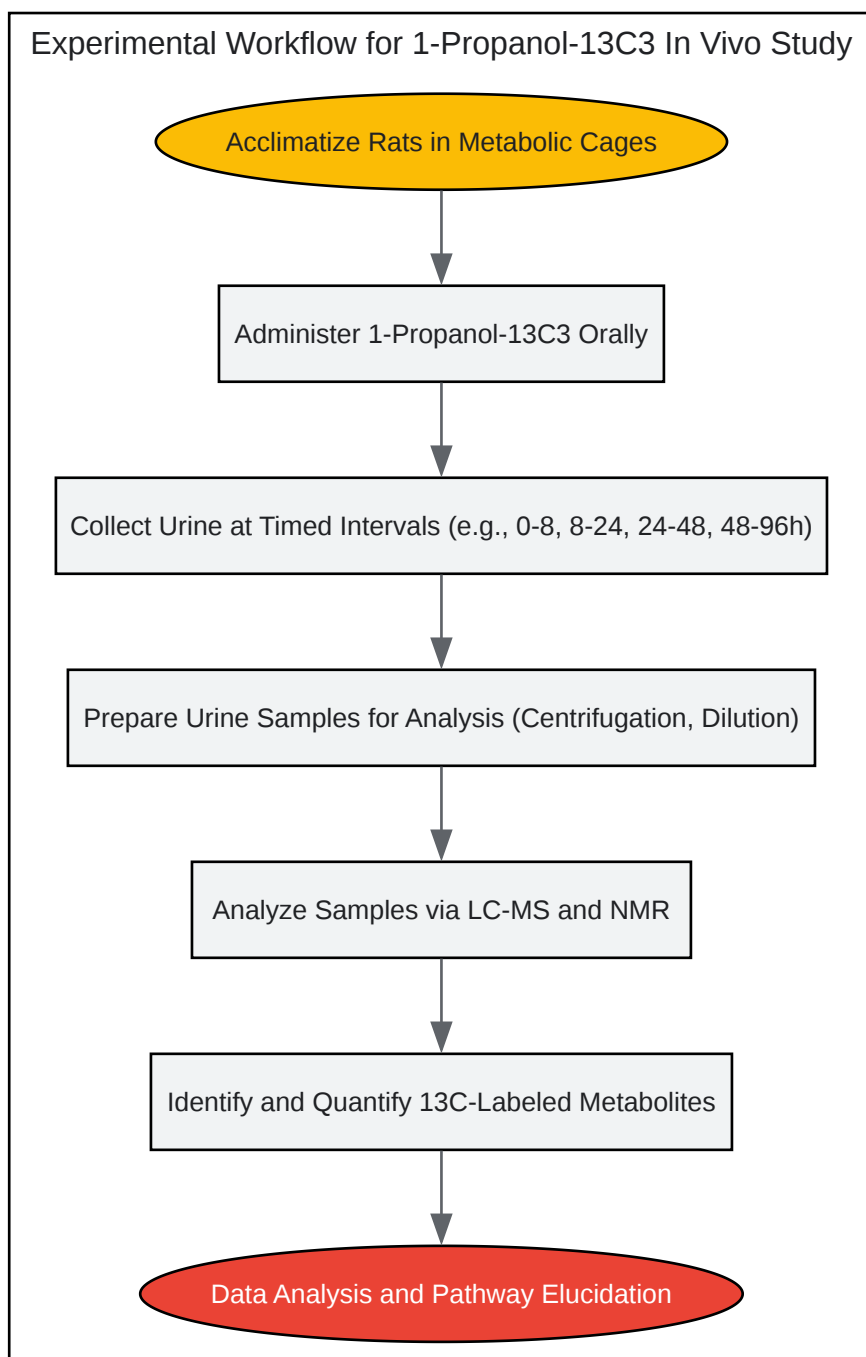 Experimental Workflow for 1-Propanol-13C3 In Vivo Study
Acclimatize Rats in Metabolic Cages
Administer 1-Propanol-13C3 Orally
Collect Urine at Timed Intervals (e.g., 0-8, 8-24, 24-48, 48-96h)
Prepare Urine Samples for Analysis (Centrifugation, Dilution)
Analyze Samples via LC-MS and NMR
Identify and Quantify 13C-Labeled Metabolites
Data Analysis and Pathway Elucidation